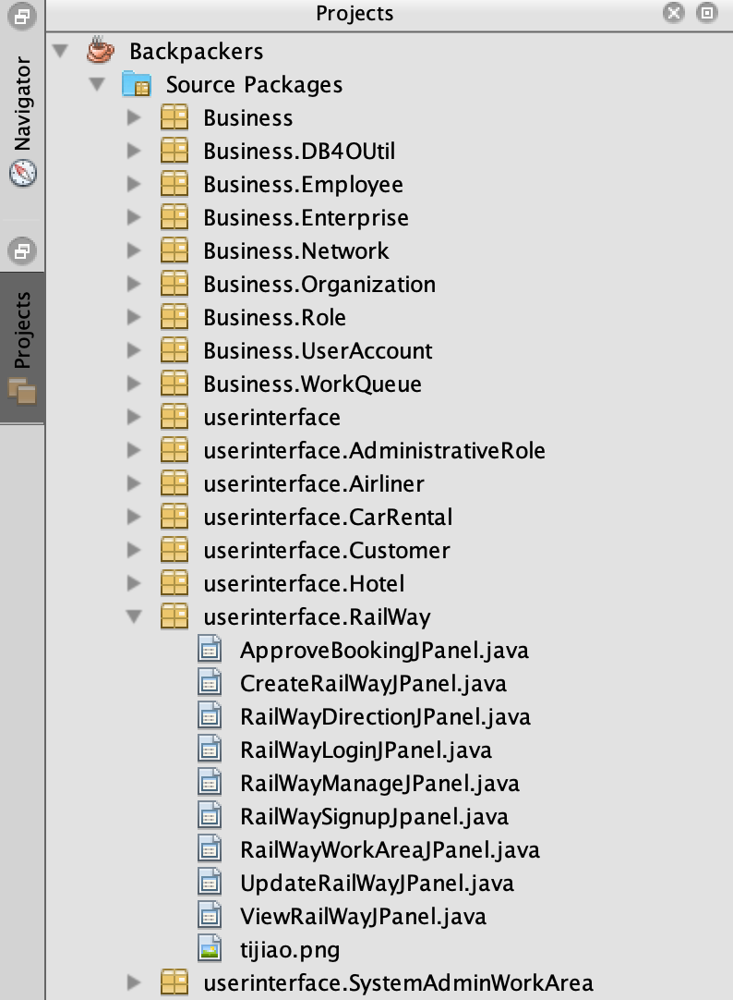 Projects
Navigator
Projects
Backpackers
Source Packages
Business
Business.DB4OUtil
Business.Employee
Business.Enterprise
Business.Network
Business.Organization
Business.Role
Business.UserAccount
Business.WorkQueue
userinterface
userinterface.AdministrativeRole
userinterface.Airliner
userinterface.CarRental
userinterface.Customer
userinterface.Hotel
userinterface.RailWay
ApproveBookingJPanel.java
CreateRailWayJPanel.java
RailWayDirectionJPanel.java
RailWayLoginJPanel.java
RailWayManageJPanel.java
RailWaySignupJpanel.java
RailWayWorkAreaJPanel.java
UpdateRailWayJPanel.java
ViewRailWayJPanel.java
tijiao.png
userinterface.SystemAdminWorkArea